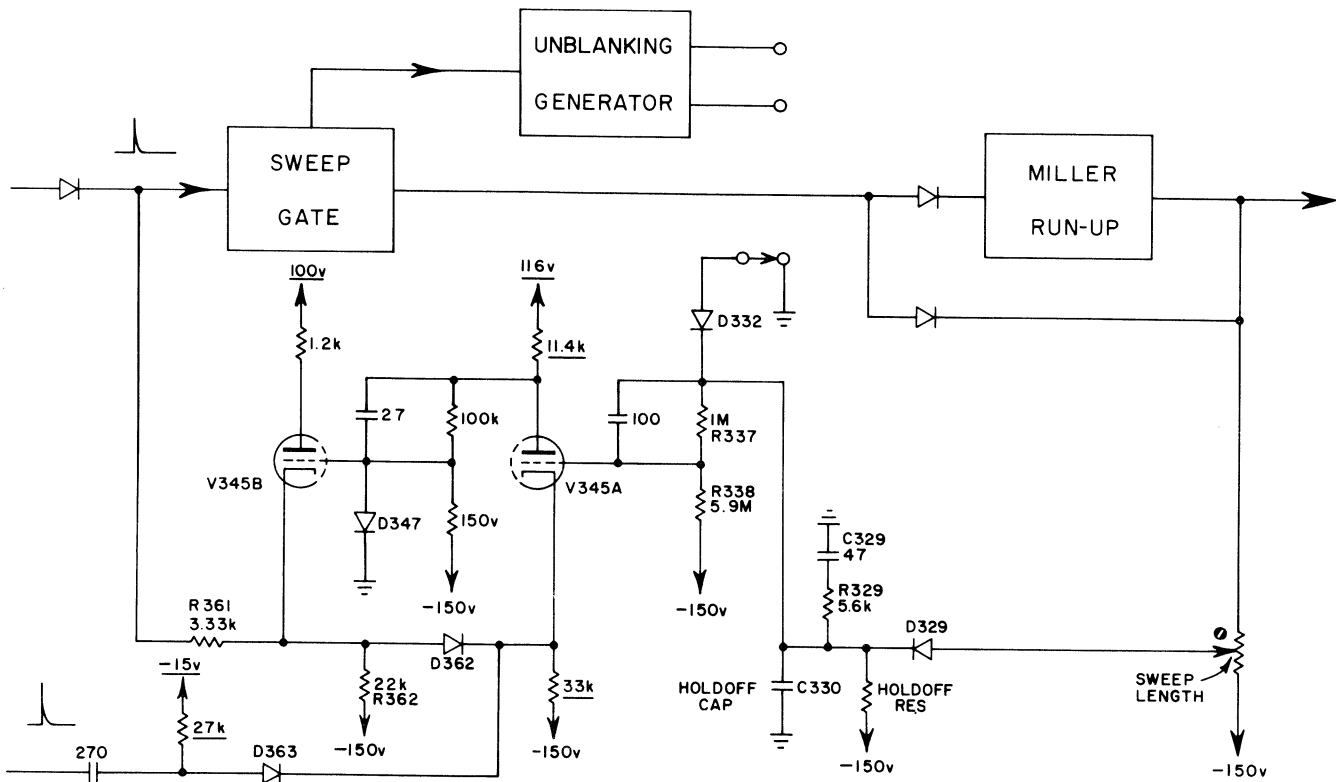 UNBLANKING
GENERATOR
SWEEP
GATE
MILLER
RUN-UP
100v
116v
1.2k
11.4k
D332
27
100k
100
1M
R337
V345B
V345A
D347
150v
R338
5.9M
C329
47
-150v
-150v
R329
5.6k
R361
3.33k
D329
D362
-15v
22k
R362
33k
HOLDOFF
CAP
C330
HOLDOFF
RES
SWEEP
LENGTH
27k
-150v
-150v
-150v
-150v
270
D363